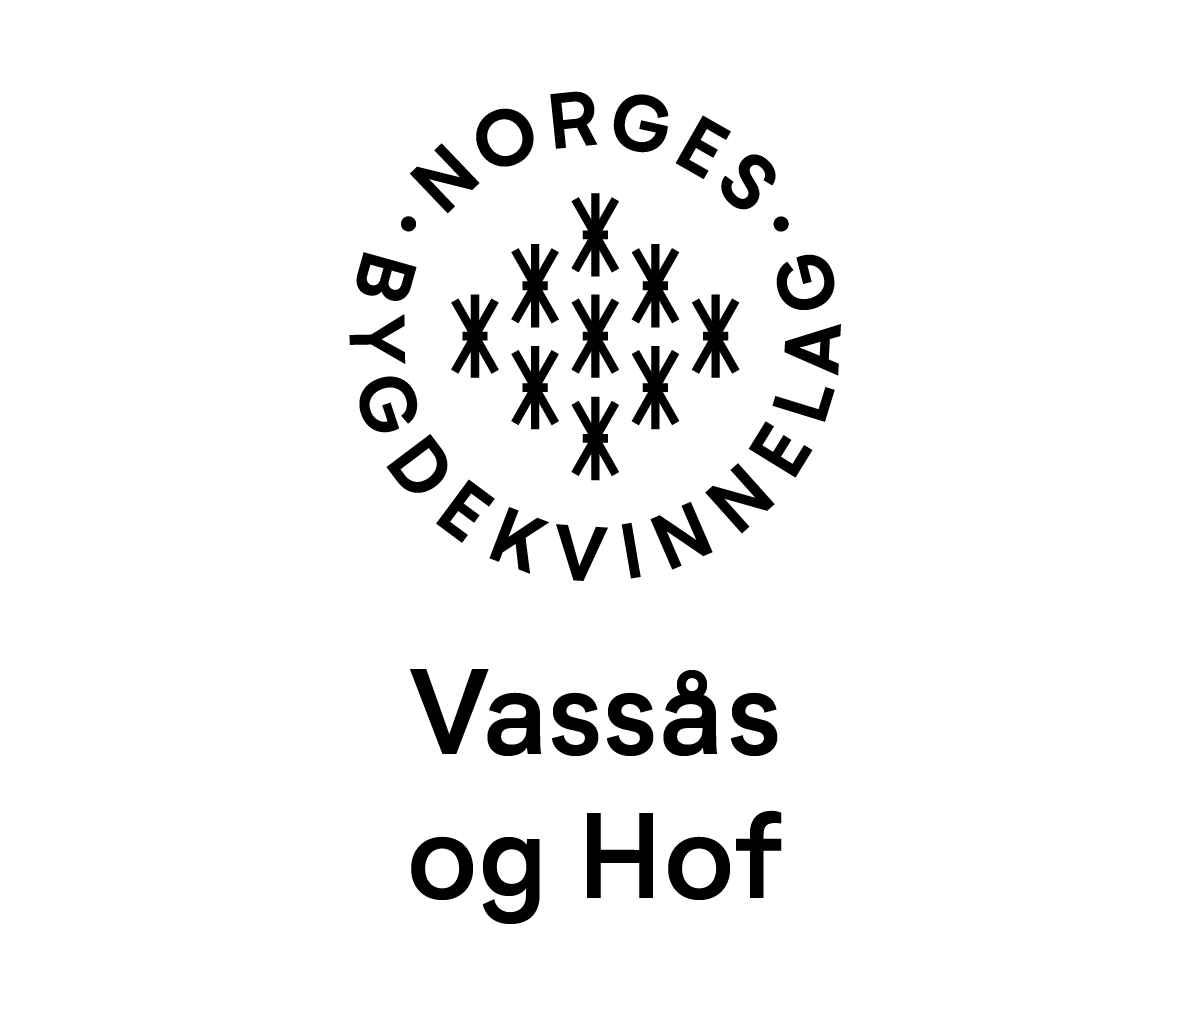 · NORGES ·
BYGDEKVINNELAG
Vassås
og Hof